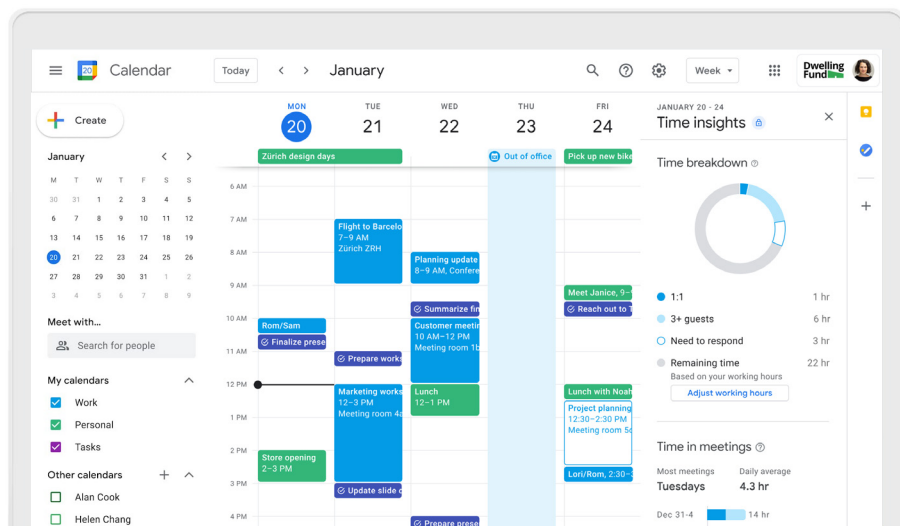 Calendar
Today
January
Week
Dwelling
Fund
Create
January
M T W T F S S
30 31 1 2 3 4 5
6 7 8 9 10 11 12
13 14 15 16 17 18 19
20 21 22 23 24 25 26
27 28 29 30 31 1 2
3 4 5 6 7 8 9
Meet with...
Search for people
My calendars
Work
Personal
Tasks
Other calendars
Alan Cook
Helen Chang
MON TUE WED THU FRI
20 21 22 23 24
Zürich design days
Out of office
Pick up new bike
6 AM
7 AM
8 AM
9 AM
10 AM
11 AM
12 PM
1 PM
2 PM
3 PM
4 PM
Rom/Sam
Finalize prese
Store opening
2–3 PM
Flight to Barcelo
7–9 AM
Zürich ZRH
Prepare works
Marketing works
12–3 PM
Meeting room 4a
Update slide
Planning update
8–9 AM, Confere
Summarize fin
Customer meetin
10 AM–12 PM
Meeting room 1b
Lunch
12–1 PM
Prepare prese
Meet Janice, 9–
Reach out to
Lunch with Noah
Project planning
12:30–2:30 PM
Meeting room 5c
Lori/Rom, 2:30–
JANUARY 20 - 24
Time insights
Time breakdown
1:1 1 hr
3+ guests 6 hr
Need to respond 3 hr
Remaining time 22 hr
Based on your working hours
Adjust working hours
Time in meetings
Most meetings Daily average
Tuesdays 4.3 hr
Dec 31-4 14 hr